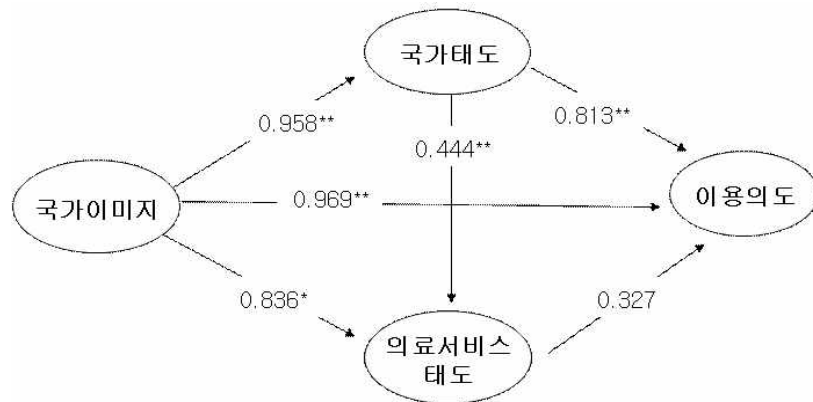 국가태도
0.958**
0.813**
0.444**
국가이미지
0.969**
이용의도
0.836*
0.327
의료서비스
태도